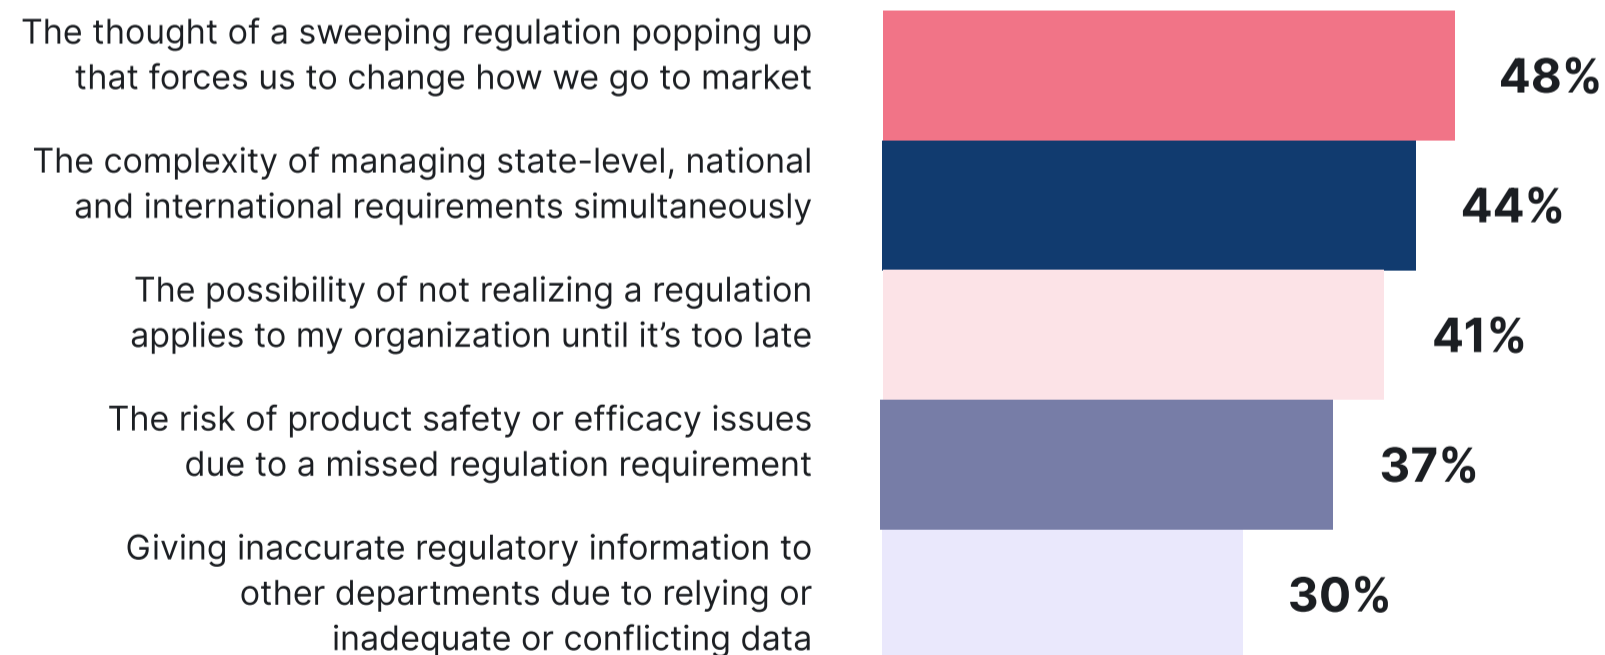 The thought of a sweeping regulation popping up
that forces us to change how we go to market
48%
The complexity of managing state-level, national
and international requirements simultaneously
44%
The possibility of not realizing a regulation
applies to my organization until it’s too late
41%
The risk of product safety or efficacy issues
due to a missed regulation requirement
37%
Giving inaccurate regulatory information to
other departments due to relying or
inadequate or conflicting data
30%